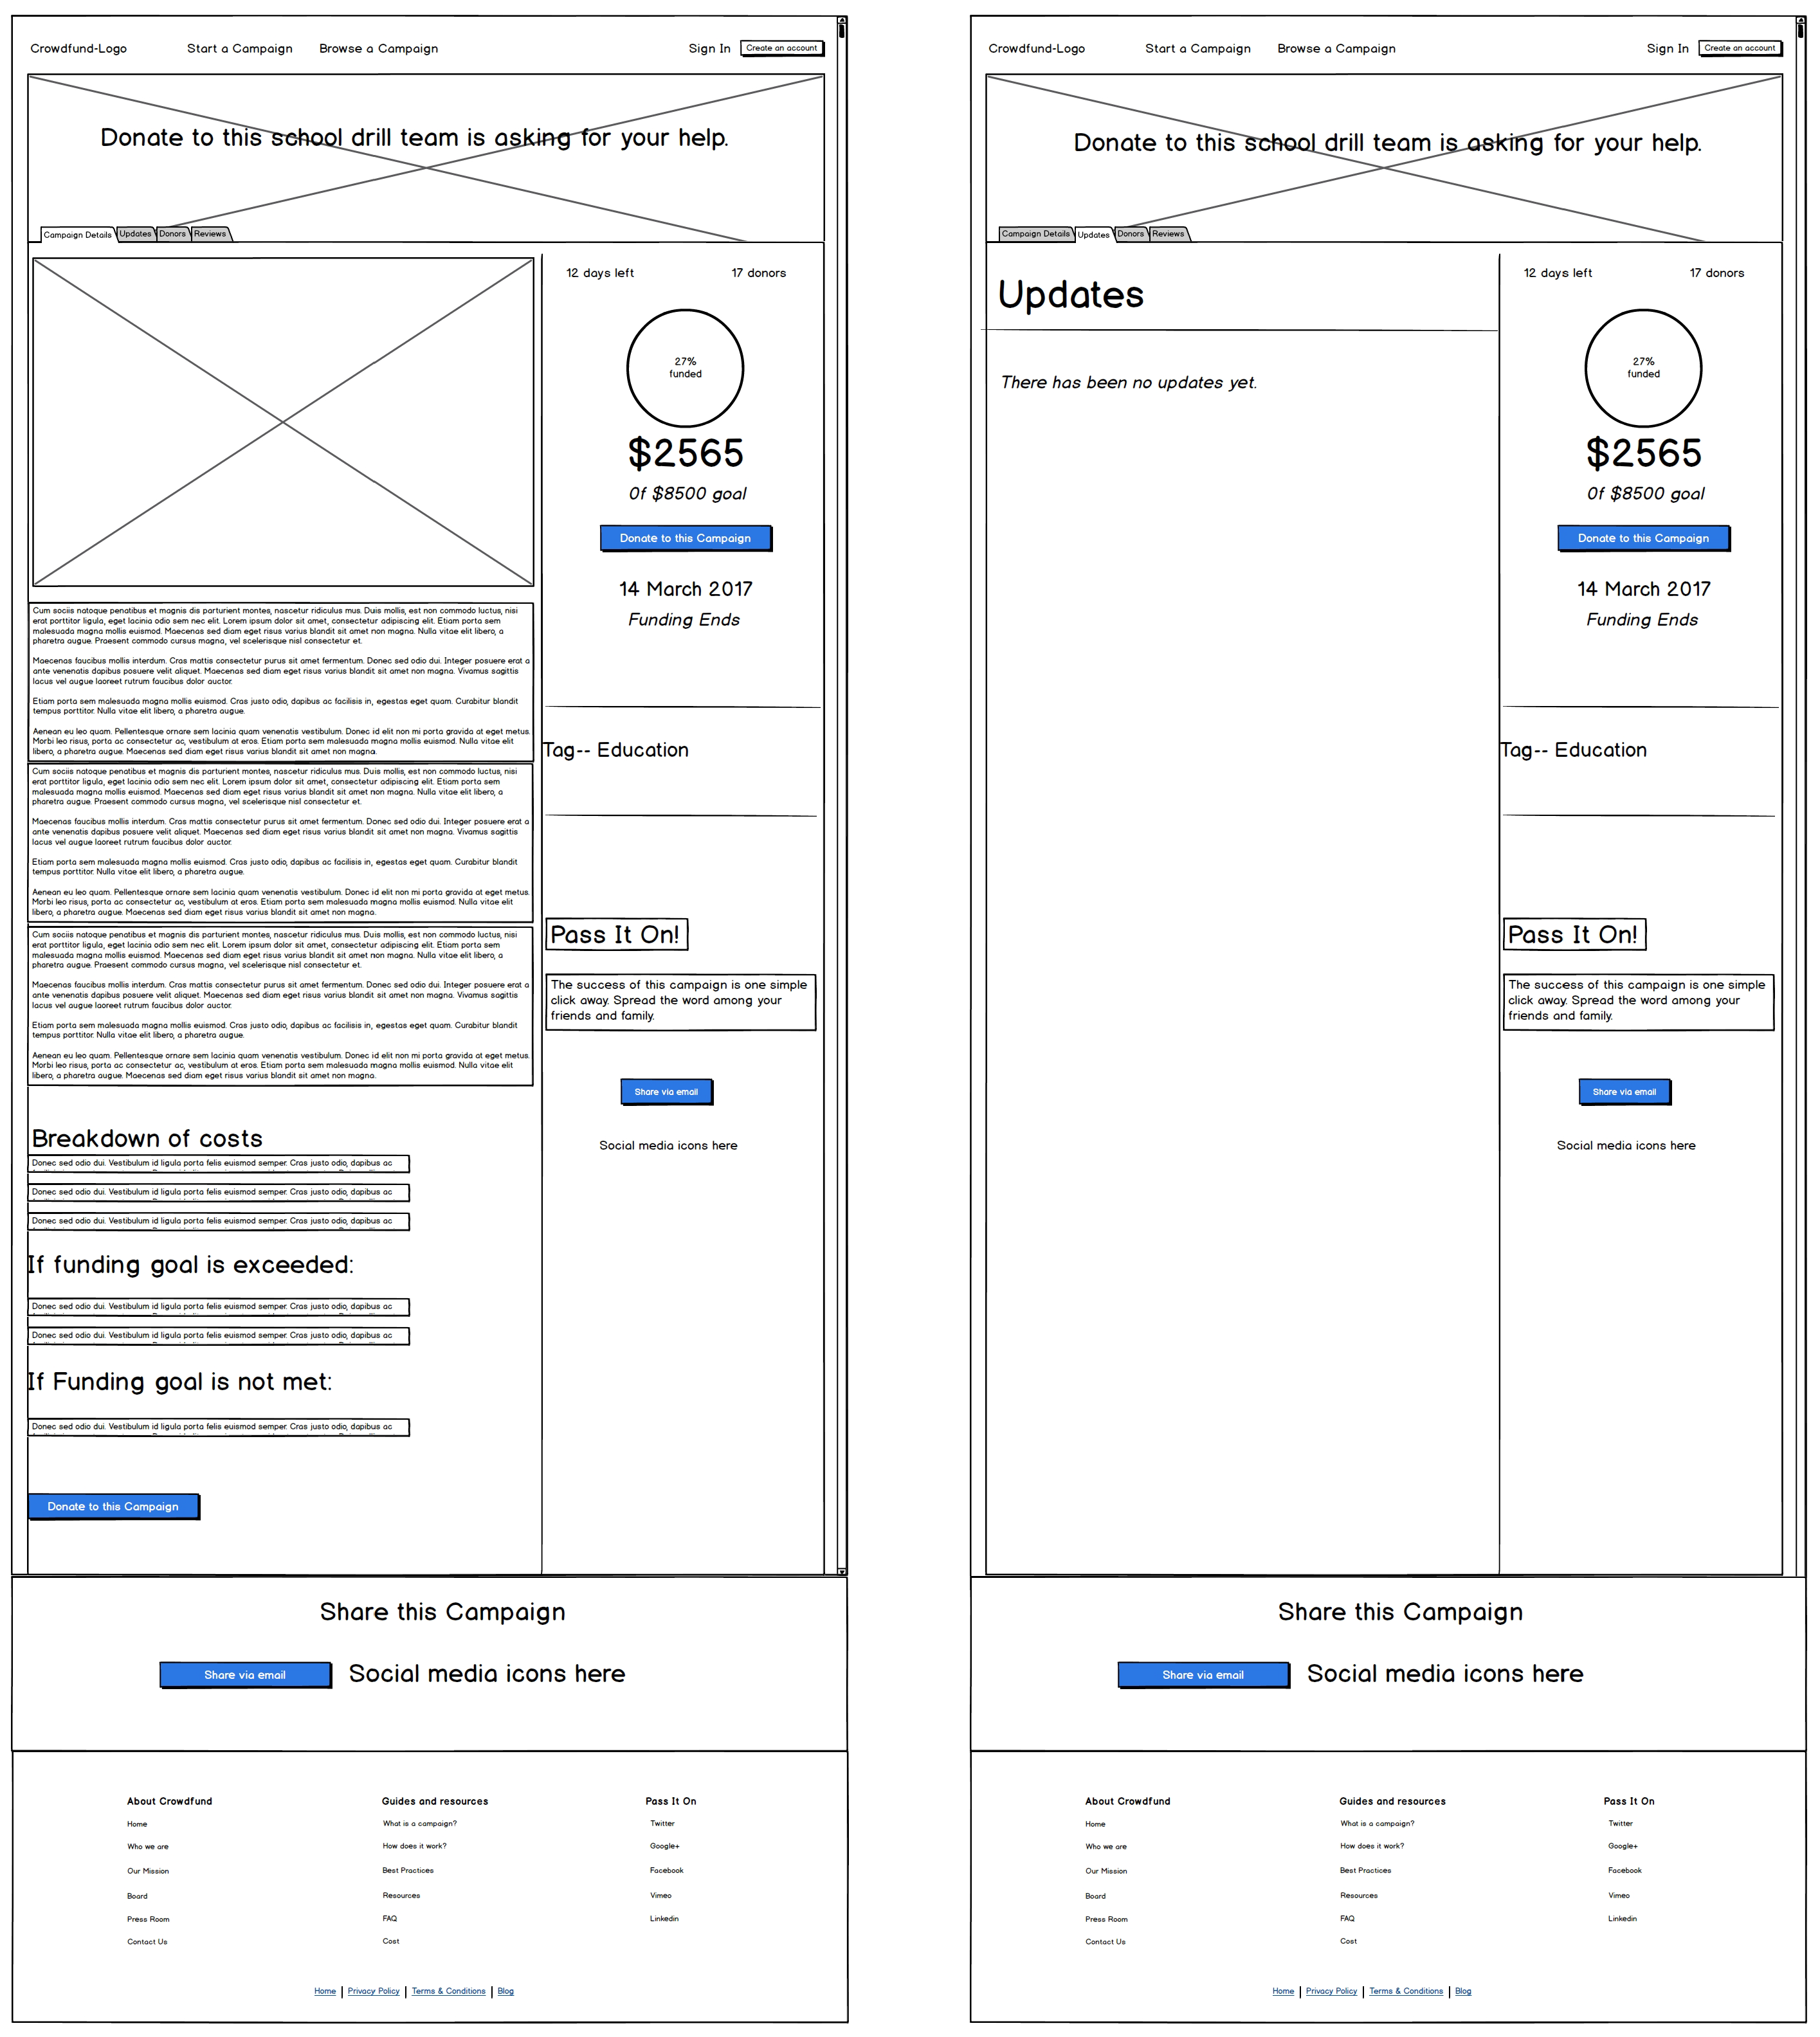 Crowdfund-Logo Start a Campaign Browse a Campaign Sign In Create an account
Donate to this school drill team is asking for your help.
Campaign Details Updates Donors Reviews
Cum sociis natoque penatibus et magnis dis parturient montes, nascetur ridiculus mus. Duis mollis, est non commodo luctus, nisi
erat porttitor ligula, eget lacinia odio sem nec elit. Lorem ipsum dolor sit amet, consectetur adipiscing elit. Etiam porta sem
malesuada magna mollis euismod. Maecenas sed diam eget risus varius blandit sit amet non magna. Nulla vitae elit libero, a
pharetra augue. Praesent commodo cursus magna, vel scelerisque nisl consectetur et.
Maecenas faucibus mollis interdum. Cras mattis consectetur purus sit amet fermentum. Donec sed odio dui. Integer posuere erat a
ante venenatis dapibus posuere velit aliquet. Maecenas sed diam eget risus varius blandit sit amet non magna. Vivamus sagittis
lacus vel augue laoreet rutrum faucibus dolor auctor.
Etiam porta sem malesuada magna mollis euismod. Cras justo odio, dapibus ac facilisis in, egestas eget quam. Curabitur blandit
tempus porttitor. Nulla vitae elit libero, a pharetra augue.
Aenean eu leo quam. Pellentesque ornare sem lacinia quam venenatis vestibulum. Donec id elit non mi porta gravida at eget metus.
Morbi leo risus, porta ac consectetur ac, vestibulum at eros. Etiam porta sem malesuada magna mollis euismod. Nulla vitae elit
libero, a pharetra augue. Maecenas sed diam eget risus varius blandit sit amet non magna.
Cum sociis natoque penatibus et magnis dis parturient montes, nascetur ridiculus mus. Duis mollis, est non commodo luctus, nisi
erat porttitor ligula, eget lacinia odio sem nec elit. Lorem ipsum dolor sit amet, consectetur adipiscing elit. Etiam porta sem
malesuada magna mollis euismod. Maecenas sed diam eget risus varius blandit sit amet non magna. Nulla vitae elit libero, a
pharetra augue. Praesent commodo cursus magna, vel scelerisque nisl consectetur et.
Maecenas faucibus mollis interdum. Cras mattis consectetur purus sit amet fermentum. Donec sed odio dui. Integer posuere erat a
ante venenatis dapibus posuere velit aliquet. Maecenas sed diam eget risus varius blandit sit amet non magna. Vivamus sagittis
lacus vel augue laoreet rutrum faucibus dolor auctor.
Etiam porta sem malesuada magna mollis euismod. Cras justo odio, dapibus ac facilisis in, egestas eget quam. Curabitur blandit
tempus porttitor. Nulla vitae elit libero, a pharetra augue.
Aenean eu leo quam. Pellentesque ornare sem lacinia quam venenatis vestibulum. Donec id elit non mi porta gravida at eget metus.
Morbi leo risus, porta ac consectetur ac, vestibulum at eros. Etiam porta sem malesuada magna mollis euismod. Nulla vitae elit
libero, a pharetra augue. Maecenas sed diam eget risus varius blandit sit amet non magna.
Cum sociis natoque penatibus et magnis dis parturient montes, nascetur ridiculus mus. Duis mollis, est non commodo luctus, nisi
erat porttitor ligula, eget lacinia odio sem nec elit. Lorem ipsum dolor sit amet, consectetur adipiscing elit. Etiam porta sem
malesuada magna mollis euismod. Maecenas sed diam eget risus varius blandit sit amet non magna. Nulla vitae elit libero, a
pharetra augue. Praesent commodo cursus magna, vel scelerisque nisl consectetur et.
Maecenas faucibus mollis interdum. Cras mattis consectetur purus sit amet fermentum. Donec sed odio dui. Integer posuere erat a
ante venenatis dapibus posuere velit aliquet. Maecenas sed diam eget risus varius blandit sit amet non magna. Vivamus sagittis
lacus vel augue laoreet rutrum faucibus dolor auctor.
Etiam porta sem malesuada magna mollis euismod. Cras justo odio, dapibus ac facilisis in, egestas eget quam. Curabitur blandit
tempus porttitor. Nulla vitae elit libero, a pharetra augue.
Aenean eu leo quam. Pellentesque ornare sem lacinia quam venenatis vestibulum. Donec id elit non mi porta gravida at eget metus.
Morbi leo risus, porta ac consectetur ac, vestibulum at eros. Etiam porta sem malesuada magna mollis euismod. Nulla vitae elit
libero, a pharetra augue. Maecenas sed diam eget risus varius blandit sit amet non magna.
Breakdown of costs
Donec sed odio dui. Vestibulum id ligula porta felis euismod semper. Cras justo odio, dapibus ac
Donec sed odio dui. Vestibulum id ligula porta felis euismod semper. Cras justo odio, dapibus ac
Donec sed odio dui. Vestibulum id ligula porta felis euismod semper. Cras justo odio, dapibus ac
If funding goal is exceeded:
Donec sed odio dui. Vestibulum id ligula porta felis euismod semper. Cras justo odio, dapibus ac
Donec sed odio dui. Vestibulum id ligula porta felis euismod semper. Cras justo odio, dapibus ac
If Funding goal is not met:
Donec sed odio dui. Vestibulum id ligula porta felis euismod semper. Cras justo odio, dapibus ac
Donate to this Campaign
12 days left 17 donors
27%
funded
$2565
0f $8500 goal
Donate to this Campaign
14 March 2017
Funding Ends
Tag-- Education
Pass It On!
The success of this campaign is one simple
click away. Spread the word among your
friends and family.
Share via email
Social media icons here
Share this Campaign
Share via email Social media icons here
About Crowdfund Guides and resources Pass It On
Home What is a campaign? Twitter
Who we are How does it work? Google+
Our Mission Best Practices Facebook
Board Resources Vimeo
Press Room FAQ Linkedin
Contact Us Cost
Home | Privacy Policy | Terms & Conditions | Blog
Crowdfund-Logo Start a Campaign Browse a Campaign Sign In Create an account
Donate to this school drill team is asking for your help.
Campaign Details Updates Donors Reviews
Updates
There has been no updates yet.
12 days left 17 donors
27%
funded
$2565
0f $8500 goal
Donate to this Campaign
14 March 2017
Funding Ends
Tag-- Education
Pass It On!
The success of this campaign is one simple
click away. Spread the word among your
friends and family.
Share via email
Social media icons here
Share this Campaign
Share via email Social media icons here
About Crowdfund Guides and resources Pass It On
Home What is a campaign? Twitter
Who we are How does it work? Google+
Our Mission Best Practices Facebook
Board Resources Vimeo
Press Room FAQ Linkedin
Contact Us Cost
Home | Privacy Policy | Terms & Conditions | Blog